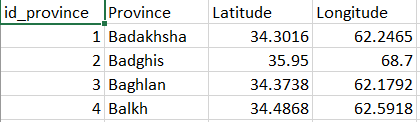 id_province Province Latitude Longitude
1 Badakhsha 34.3016 62.2465
2 Badghis 35.95 68.7
3 Baghlan 34.3738 62.1792
4 Balkh 34.4868 62.5918